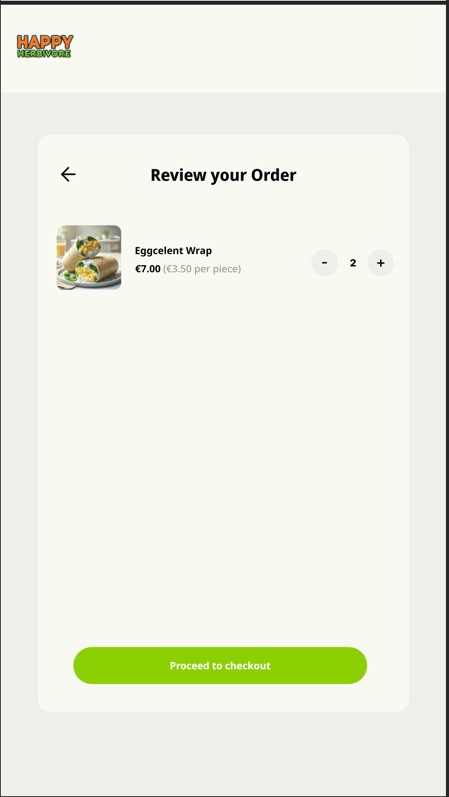 HAPPY
HERBIVORE
Review your Order
Eggcelent Wrap
€7.00 (€3.50 per piece)
- 2 +
Proceed to checkout